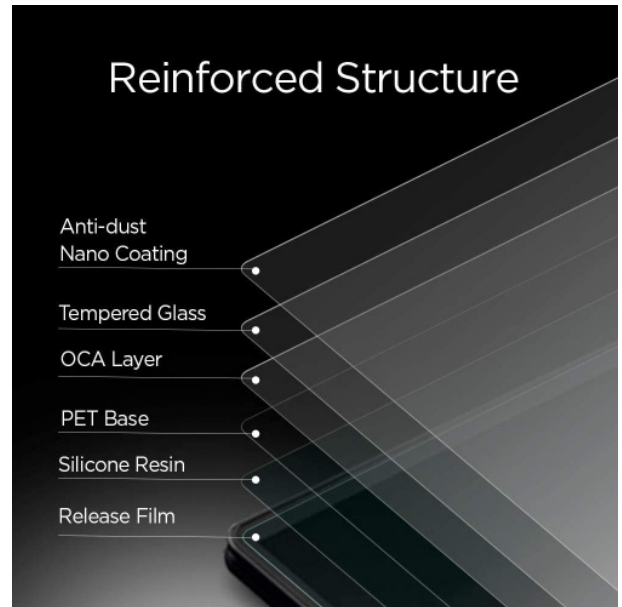 Reinforced Structure
Anti-dust
Nano Coating
Tempered Glass
OCA Layer
PET Base
Silicone Resin
Release Film